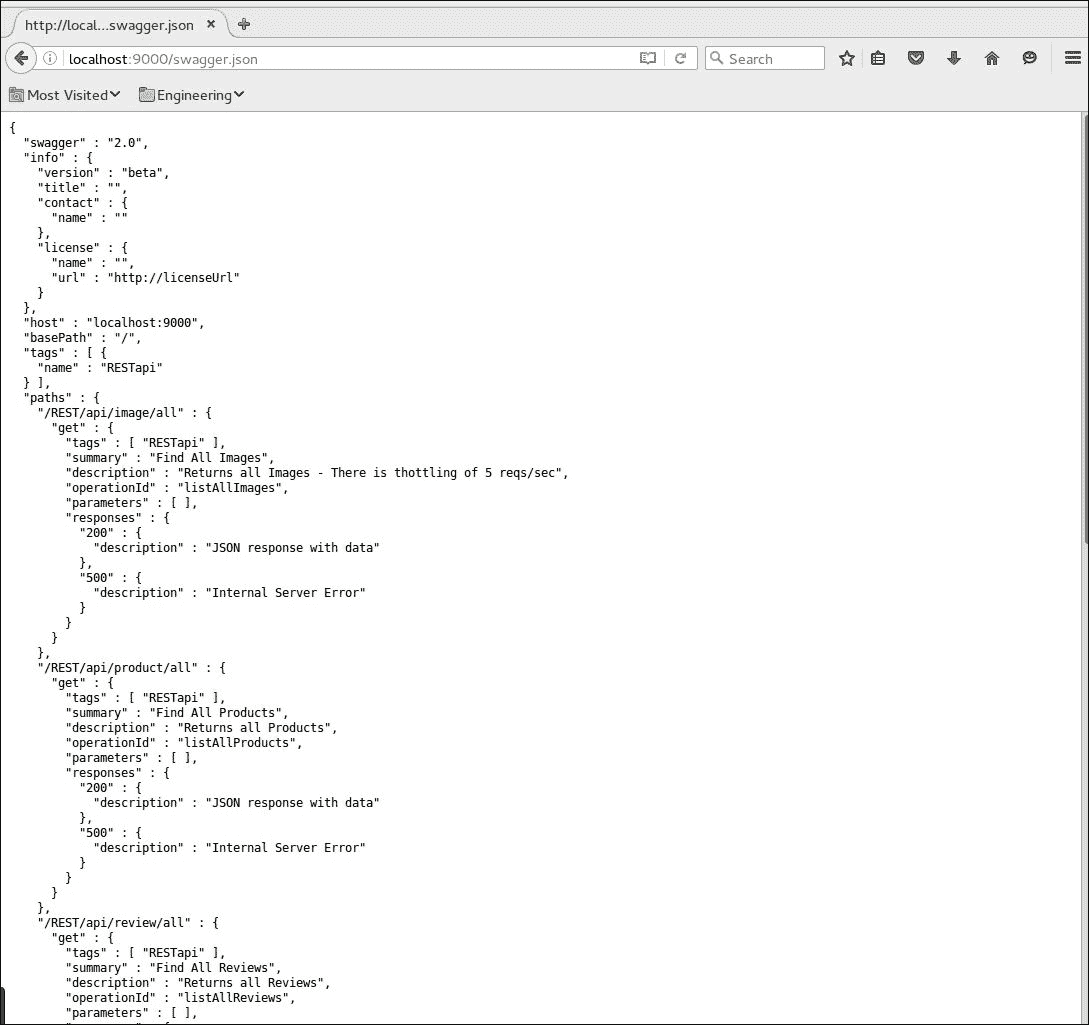 http://local...swagger.json
localhost:9000/swagger.json
Search
Most Visited
Engineering
{
  "swagger" : "2.0",
  "info" : {
    "version" : "beta",
    "title" : "",
    "contact" : {
      "name" : ""
    },
    "license" : {
      "name" : "",
      "url" : "http://licenseUrl"
    }
  },
  "host" : "localhost:9000",
  "basePath" : "/",
  "tags" : [ {
    "name" : "RESTapi"
  } ],
  "paths" : {
    "/REST/api/image/all" : {
      "get" : {
        "tags" : [ "RESTapi" ],
        "summary" : "Find All Images",
        "description" : "Returns all Images - There is thottling of 5 reqs/sec",
        "operationId" : "listAllImages",
        "parameters" : [ ],
        "responses" : {
          "200" : {
            "description" : "JSON response with data"
          },
          "500" : {
            "description" : "Internal Server Error"
          }
        }
      }
    },
    "/REST/api/product/all" : {
      "get" : {
        "tags" : [ "RESTapi" ],
        "summary" : "Find All Products",
        "description" : "Returns all Products",
        "operationId" : "listAllProducts",
        "parameters" : [ ],
        "responses" : {
          "200" : {
            "description" : "JSON response with data"
          },
          "500" : {
            "description" : "Internal Server Error"
          }
        }
      }
    },
    "/REST/api/review/all" : {
      "get" : {
        "tags" : [ "RESTapi" ],
        "summary" : "Find All Reviews",
        "description" : "Returns all Reviews",
        "operationId" : "listAllReviews",
        "parameters" : [ ],